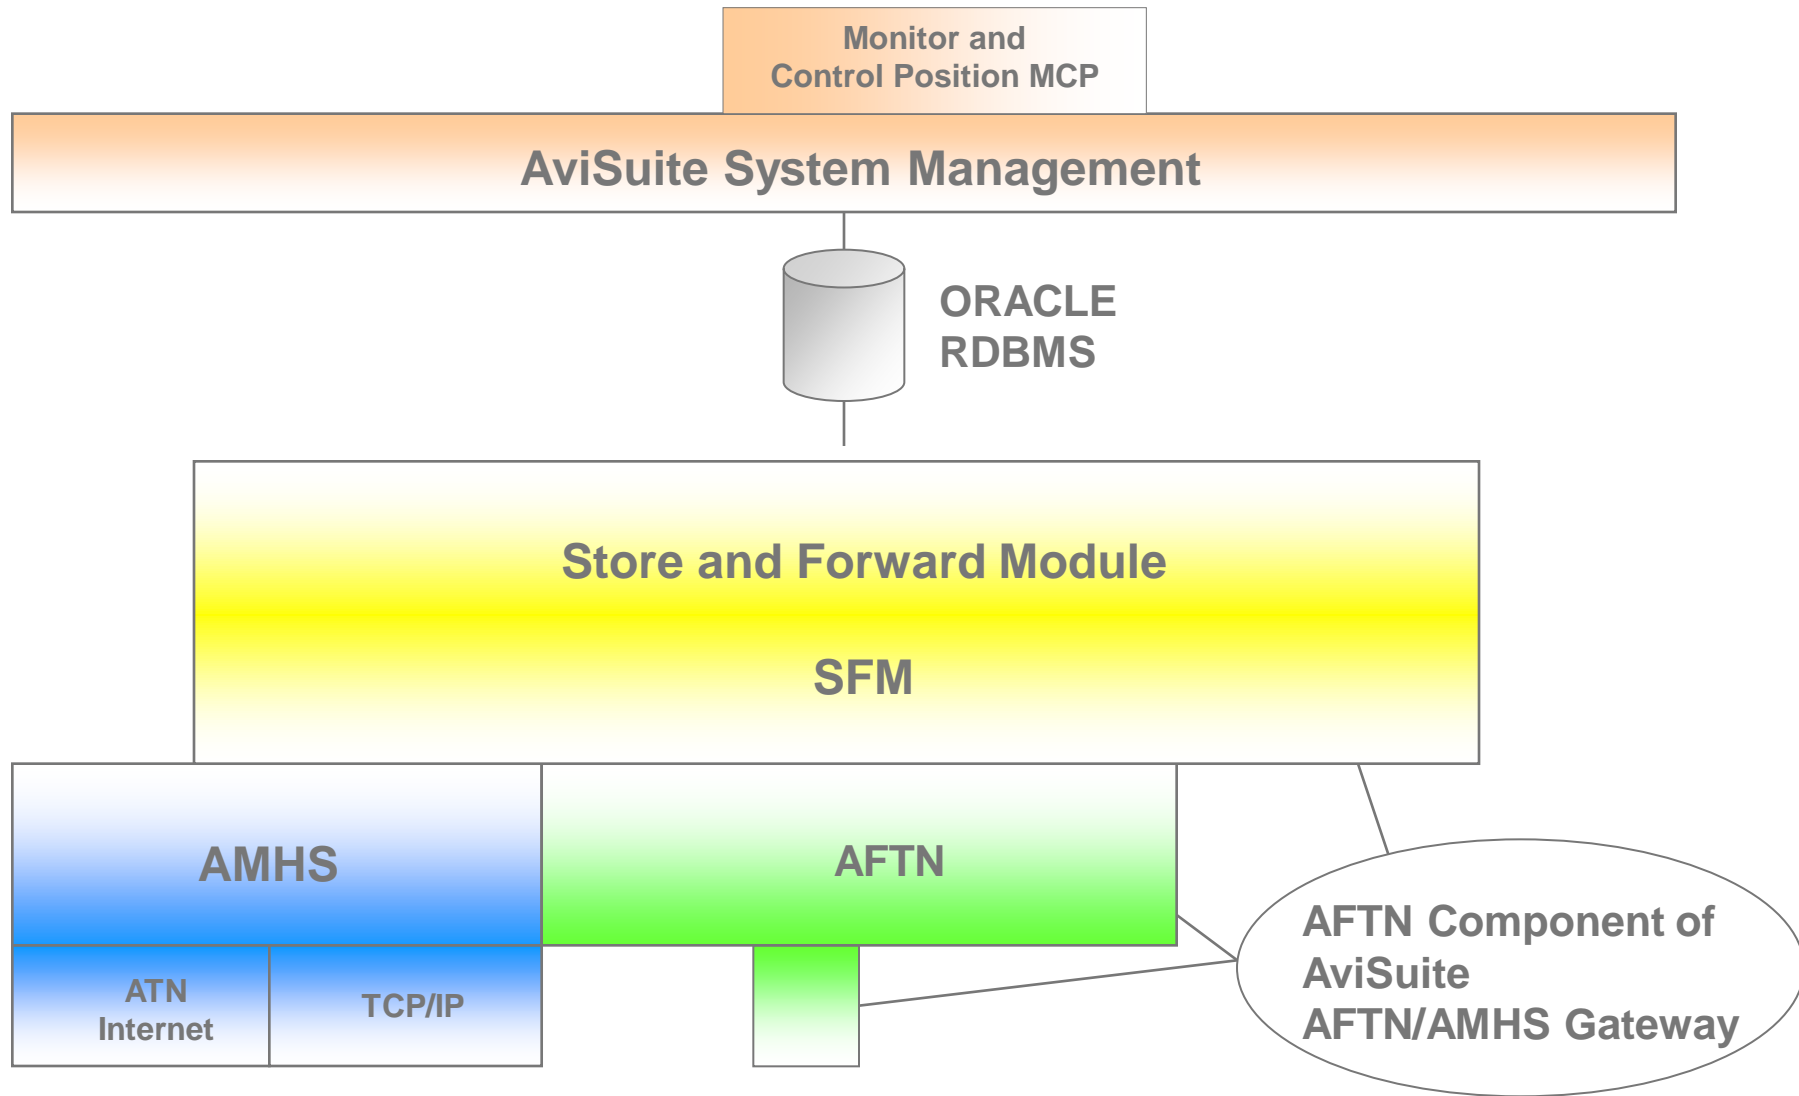 Monitor and
Control Position MCP
AviSuite System Management
ORACLE
RDBMS
Store and Forward Module
SFM
AMHS
AFTN
ATN
Internet
TCP/IP
AFTN Component of
AviSuite
AFTN/AMHS Gateway